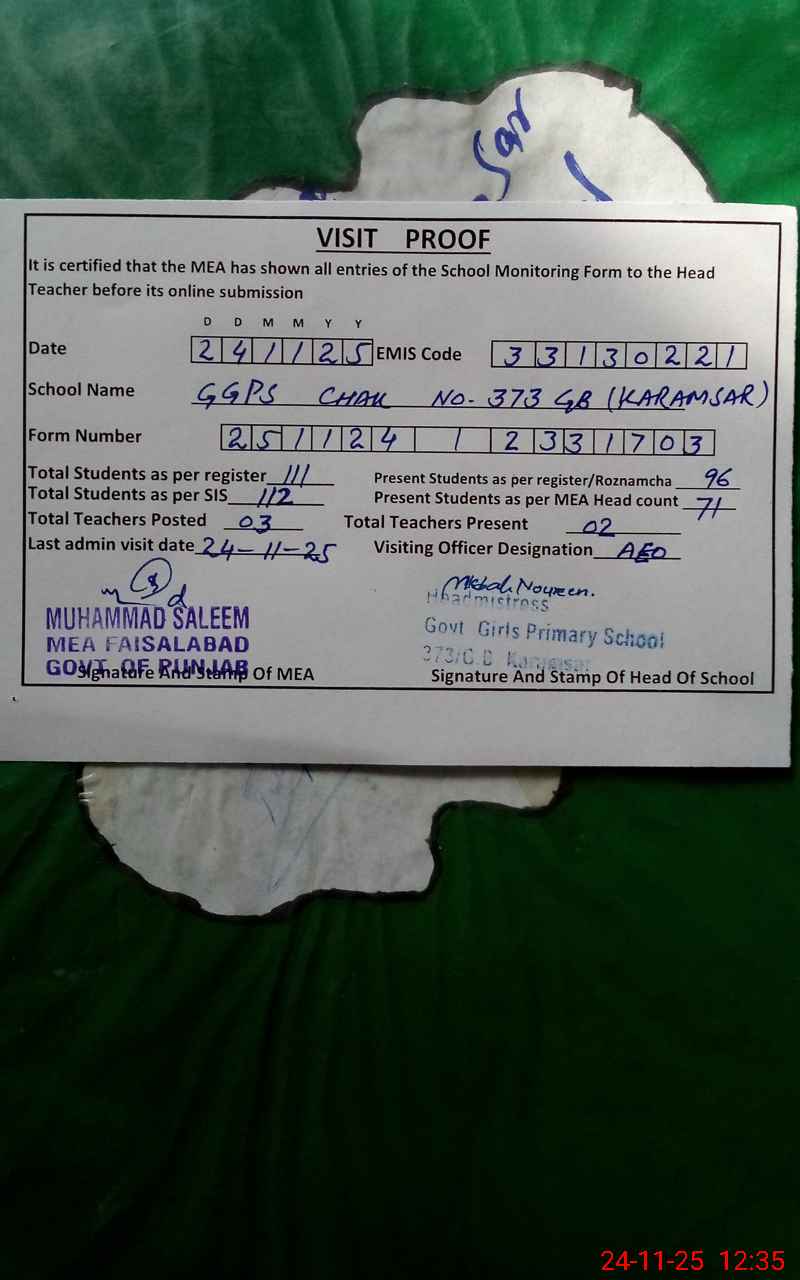 Sar
VISIT PROOF
It is certified that the MEA has shown all entries of the School Monitoring Form to the Head
Teacher before its online submission
D D M M Y Y
Date 2 4 1 1 2 5 EMIS Code 3 3 1 3 0 2 2 1
School Name GGPS CHAK NO- 373 GB (KARAMSAR)
Form Number 2 5 1 1 2 4 1 2 3 3 1 7 0 3
Total Students as per register 111 Present Students as per register/Roznamcha 96
Total Students as per SIS 112 Present Students as per MEA Head count 71
Total Teachers Posted 03 Total Teachers Present 02
Last admin visit date 24-11-25 Visiting Officer Designation AEO
MUHAMMAD SALEEM
MEA FAISALABAD
GOVT. OF PUNJAB
Signature And Stamp Of MEA
Misbah Noureen.
Headmistress
Govt Girls Primary School
373/G.B Karamsar
Signature And Stamp Of Head Of School
24-11-25 12:35